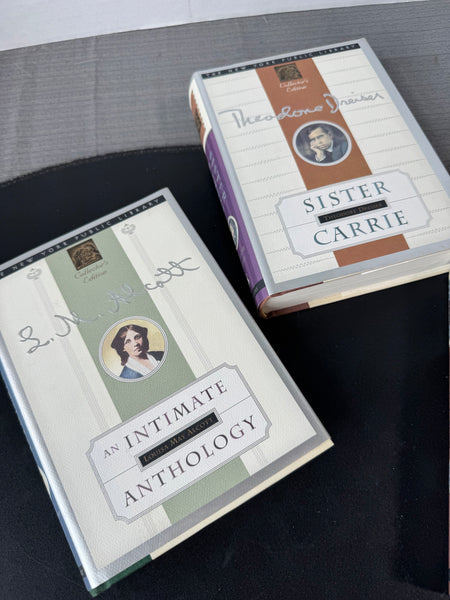 THE NEW YORK PUBLIC LIBRARY
Collector's
Edition
Theodore Dreiser
SISTER
THEODORE DREISER
CARRIE
SISTER
NEW YORK PUBLIC LIBRARY
Collector's
Edition
L. M. Alcott
AN INTIMATE
LOUISA MAY ALCOTT
ANTHOLOGY